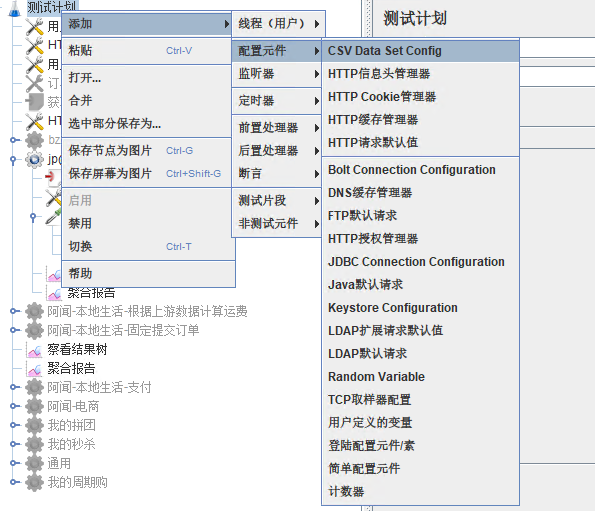 测试计划
测试计划
用
HT
用
订
获
HT
bz
jp(
添加
粘贴 Ctrl-V
打开...
合并
选中部分保存为...
保存节点为图片 Ctrl-G
保存屏幕为图片 Ctrl+Shift-G
启用
禁用
切换 Ctrl-T
帮助
线程（用户）
配置元件
监听器
定时器
前置处理器
后置处理器
断言
测试片段
非测试元件
CSV Data Set Config
HTTP信息头管理器
HTTP Cookie管理器
HTTP缓存管理器
HTTP请求默认值
Bolt Connection Configuration
DNS缓存管理器
FTP默认请求
HTTP授权管理器
JDBC Connection Configuration
Java默认请求
Keystore Configuration
LDAP扩展请求默认值
LDAP默认请求
Random Variable
TCP取样器配置
用户定义的变量
登陆配置元件/素
简单配置元件
计数器
聚合报告
阿闻-本地生活-根据上游数据计算运费
阿闻-本地生活-固定提交订单
察看结果树
聚合报告
阿闻-本地生活-支付
阿闻-电商
我的拼团
我的秒杀
通用
我的周期购